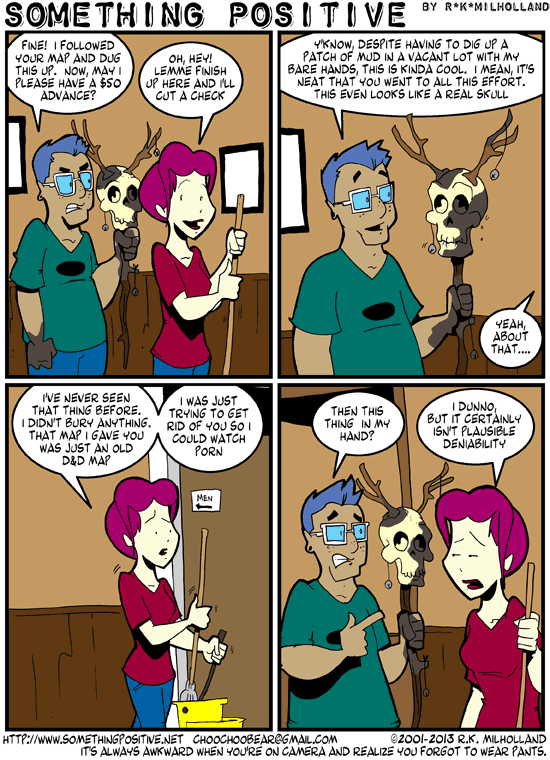 SOMETHING POSITIVE BY R*K*MILHOLLAND
FINE! I FOLLOWED
YOUR MAP AND DUG
THIS UP. NOW, MAY I
PLEASE HAVE A $50
ADVANCE?
OH, HEY!
LEMME FINISH
UP HERE AND I'LL
CUT A CHECK
Y'KNOW, DESPITE HAVING TO DIG UP A
PATCH OF MUD IN A VACANT LOT WITH MY
BARE HANDS, THIS IS KINDA COOL. I MEAN, IT'S
NEAT THAT YOU WENT TO ALL THIS EFFORT.
THIS EVEN LOOKS LIKE A REAL SKULL
YEAH,
ABOUT
THAT....
I'VE NEVER SEEN
THAT THING BEFORE.
I DIDN'T BURY ANYTHING.
THAT MAP I GAVE YOU
WAS JUST AN OLD
D&D MAP
I WAS JUST
TRYING TO GET
RID OF YOU SO I
COULD WATCH
PORN
MEN
THEN THIS
THING IN MY
HAND?
I DUNNO,
BUT IT CERTAINLY
ISN'T PLAUSIBLE
DENIABILITY
HTTP://WWW.SOMETHINGPOSITIVE.NET CHOOCHOOBEAR@GMAIL.COM ©2001-2013 R.K. MILHOLLAND
IT'S ALWAYS AWKWARD WHEN YOU'RE ON CAMERA AND REALIZE YOU FORGOT TO WEAR PANTS.